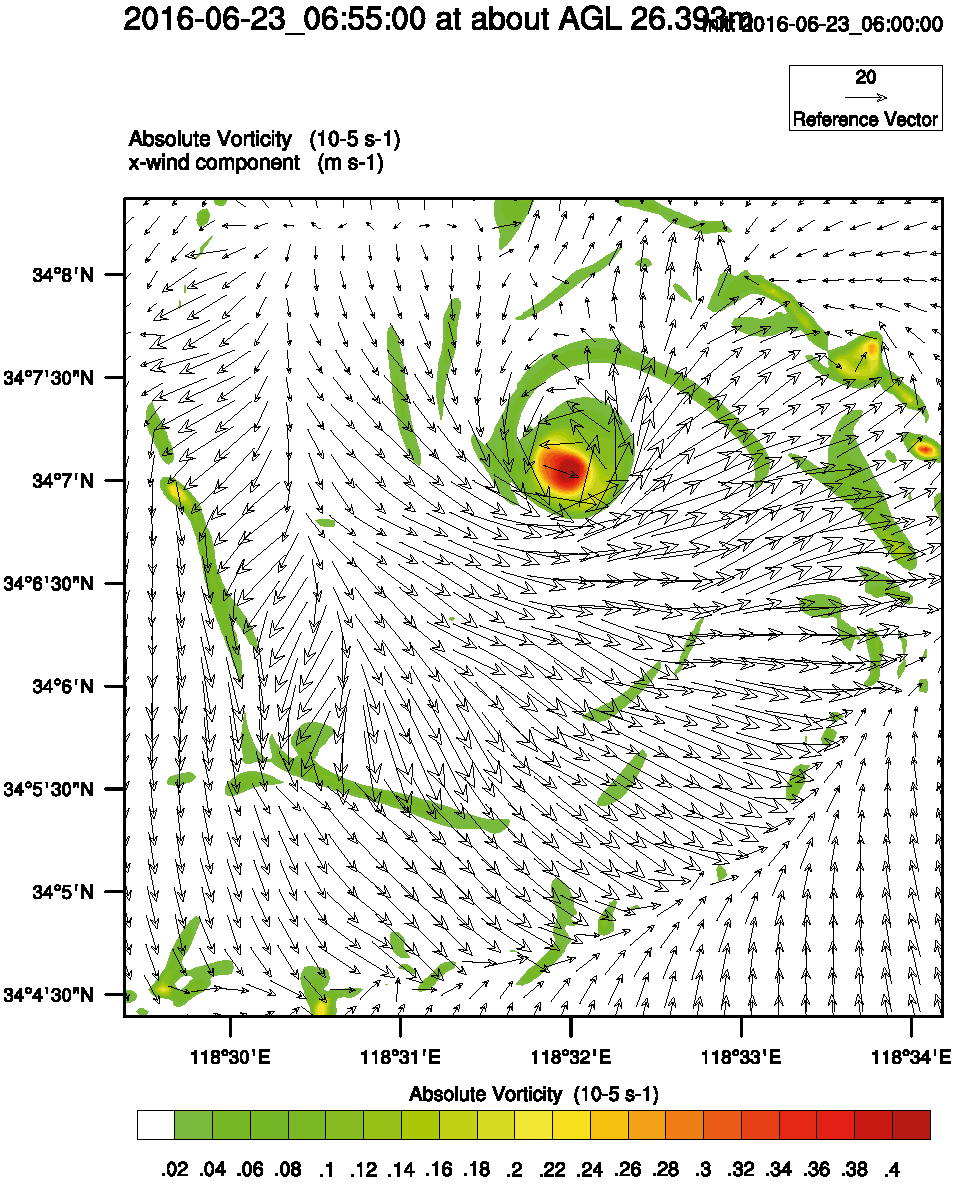 2016-06-23_06:55:00 at about AGL 26.393m
Init: 2016-06-23_06:00:00
20
Reference Vector
Absolute Vorticity (10-5 s-1)
x-wind component (m s-1)
34°8'N
34°7'30"N
34°7'N
34°6'30"N
34°6'N
34°5'30"N
34°5'N
34°4'30"N
118°30'E 118°31'E 118°32'E 118°33'E 118°34'E
Absolute Vorticity (10-5 s-1)
.02 .04 .06 .08 .1 .12 .14 .16 .18 .2 .22 .24 .26 .28 .3 .32 .34 .36 .38 .4